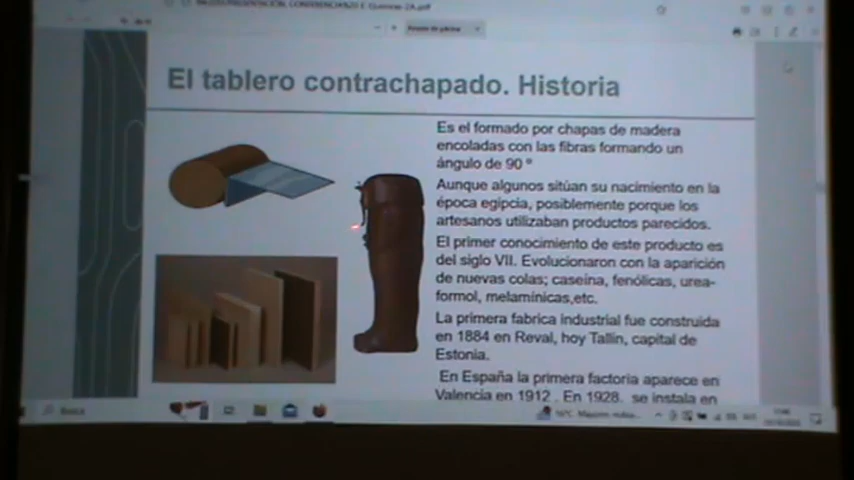 El tablero contrachapado. Historia
Es el formado por chapas de madera
encoladas con las fibras formando un
ángulo de 90 º
Aunque algunos sitúan su nacimiento en la
época egipcia, posiblemente porque los
artesanos utilizaban productos parecidos.
El primer conocimiento de este producto es
del siglo VII. Evolucionaron con la aparición
de nuevas colas; caseína, fenólicas, urea-
formol, melamínicas,etc.
La primera fabrica industrial fue construida
en 1884 en Reval, hoy Tallín, capital de
Estonia.
En España la primera factoria aparece en
Valencia en 1912 . En 1928. se instala en
Busca